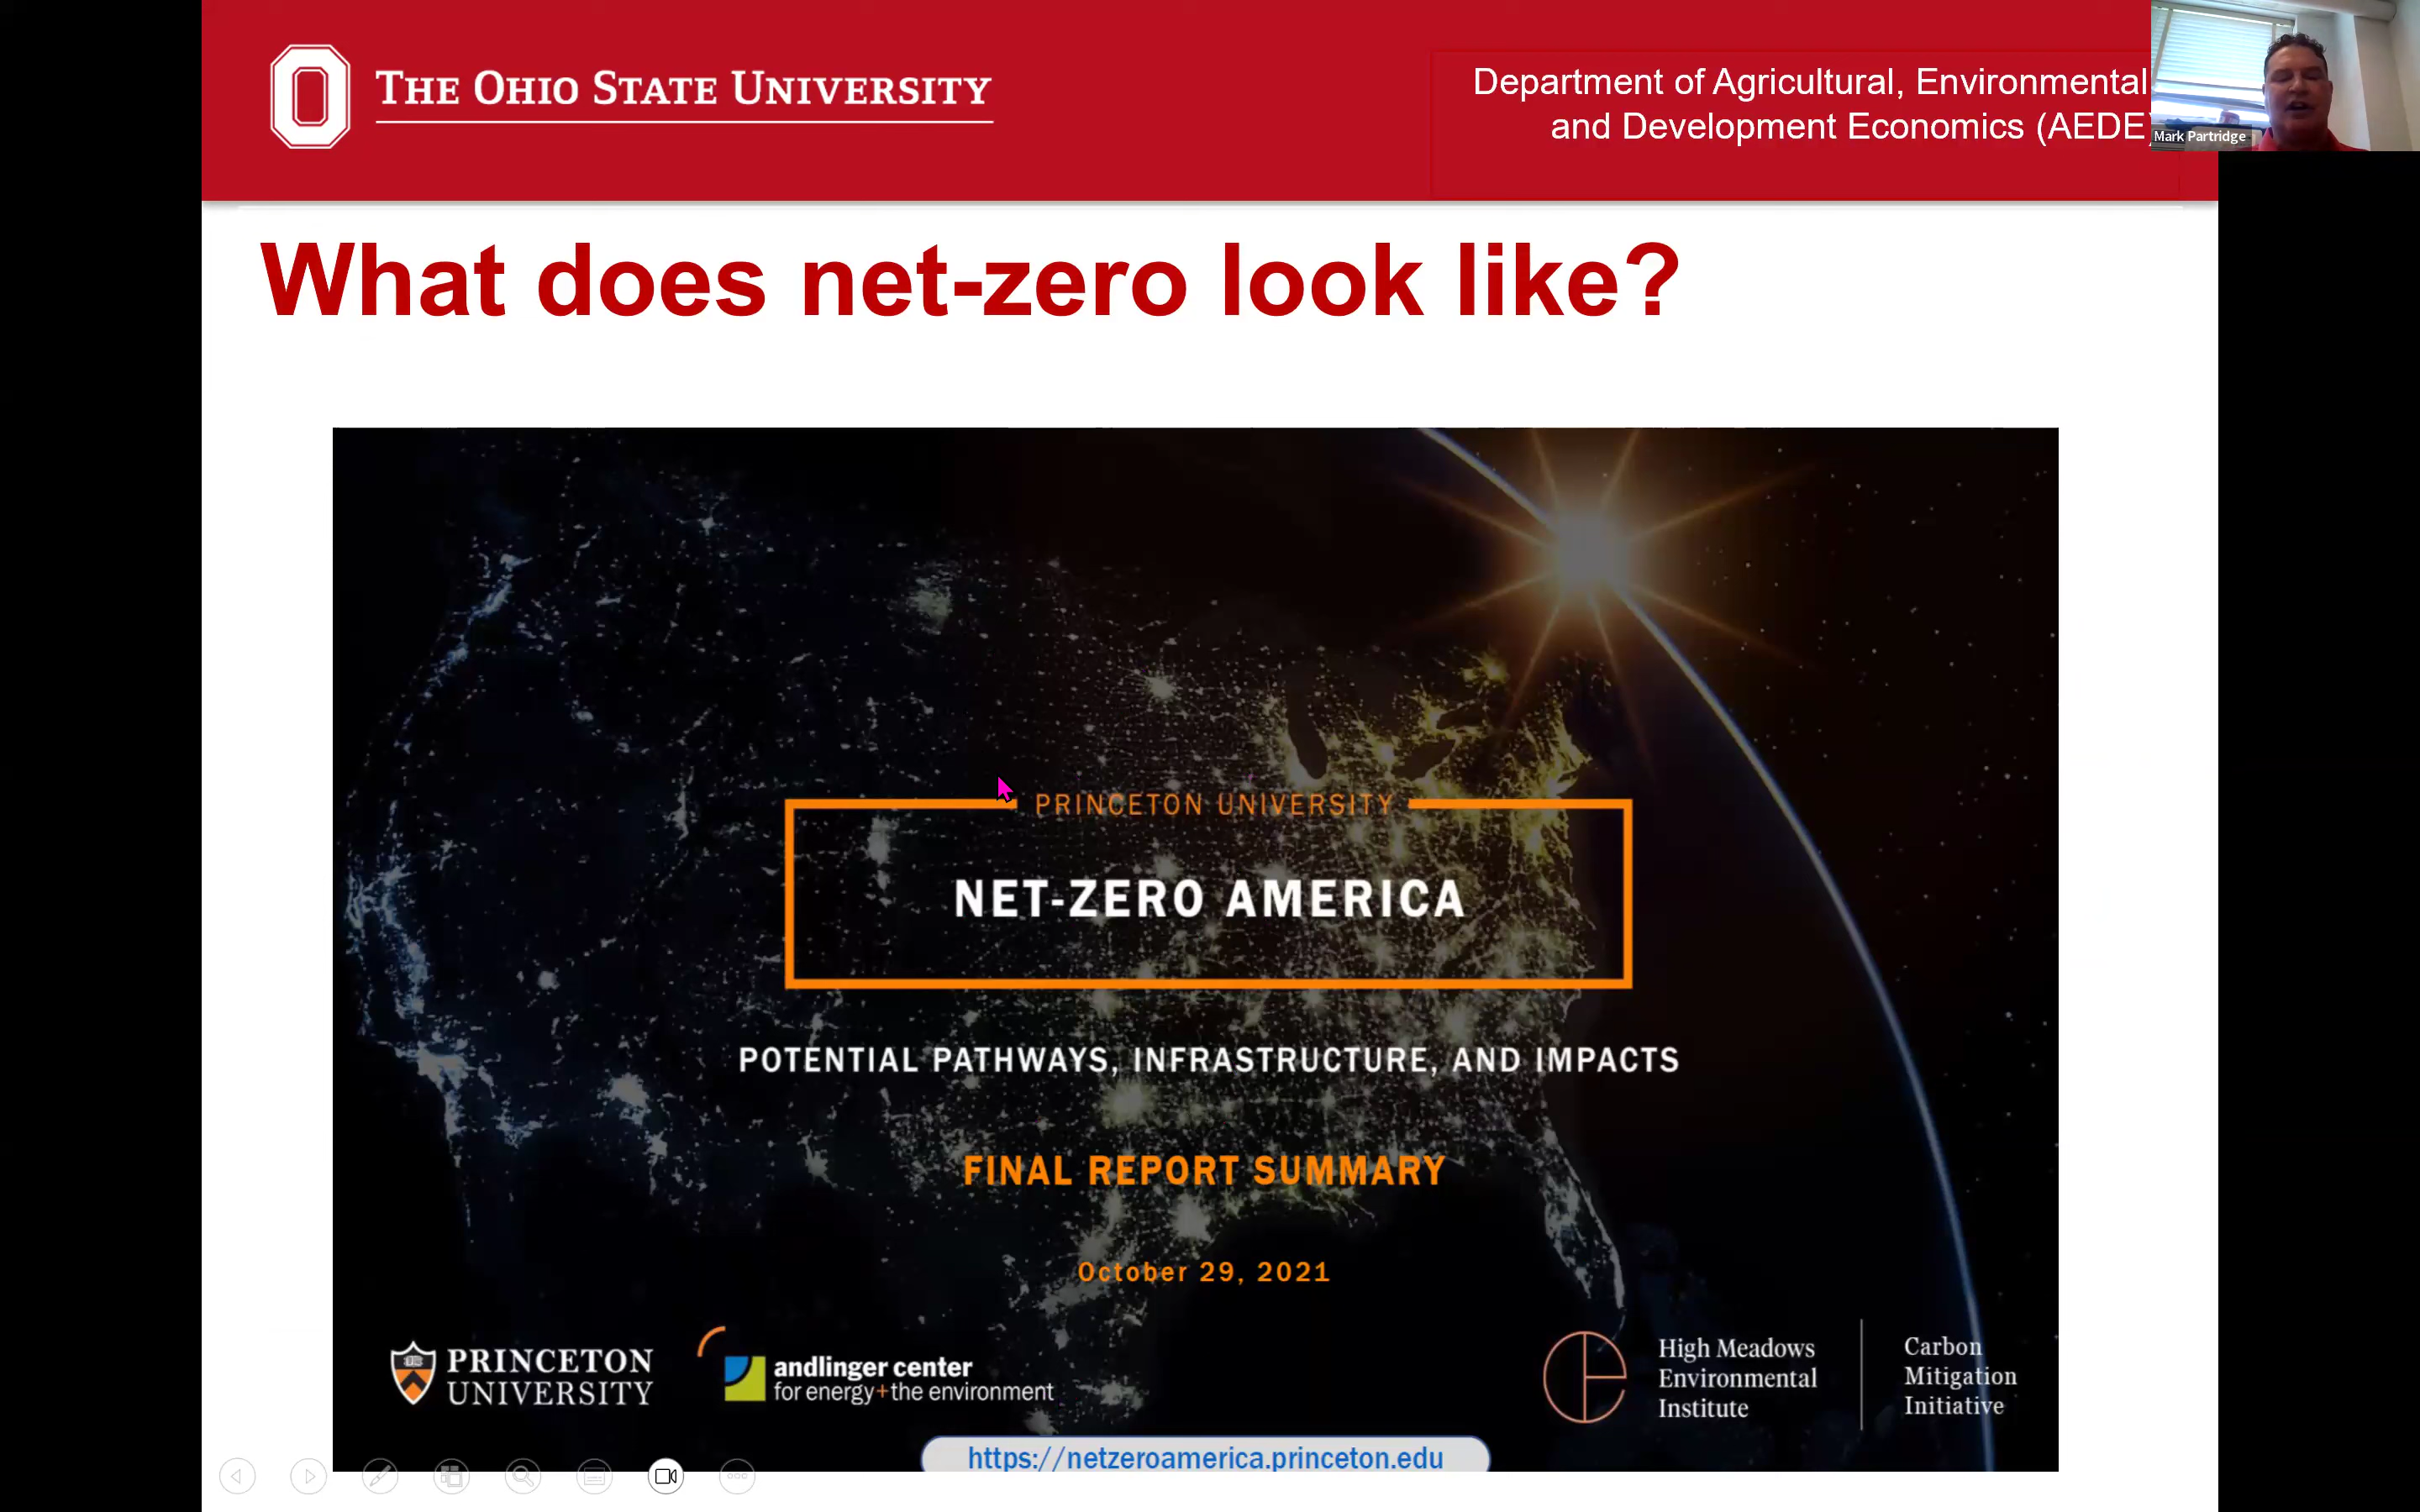 THE OHIO STATE UNIVERSITY
Department of Agricultural, Environmental
and Development Economics (AEDE)
Mark Partridge
What does net-zero look like?
PRINCETON UNIVERSITY
NET-ZERO AMERICA
POTENTIAL PATHWAYS, INFRASTRUCTURE, AND IMPACTS
FINAL REPORT SUMMARY
October 29, 2021
PRINCETON
UNIVERSITY
andlinger center
for energy+the environment
High Meadows
Environmental
Institute
Carbon
Mitigation
Initiative
https://netzeroamerica.princeton.edu